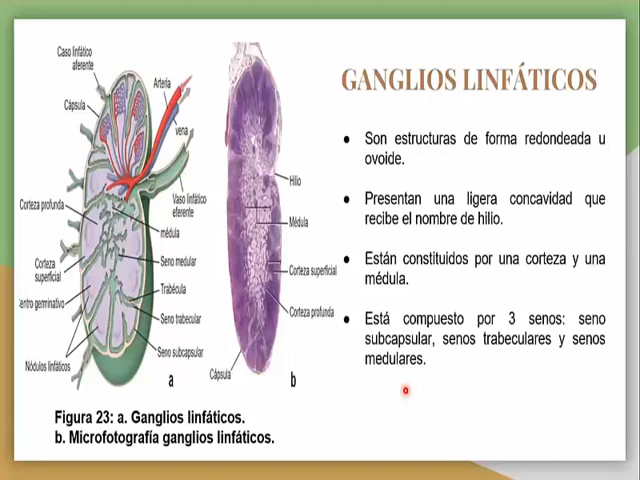 GANGLIOS LINFÁTICOS
Caso linfático
aferente
Cápsula
Arteria
vena
Vaso linfático
eferente
Corteza profunda
médula
Seno medular
Corteza
superficial
Trabécula
entro germinativo
Seno trabecular
Nódulos linfáticos
Seno subcapsular
a
Hilio
Médula
Corteza superficial
Corteza profunda
Cápsula
b
Figura 23: a. Ganglios linfáticos.
b. Microfotografía ganglios linfáticos.
● Son estructuras de forma redondeada u
ovoide.
● Presentan una ligera concavidad que
recibe el nombre de hilio.
● Están constituidos por una corteza y una
médula.
● Está compuesto por 3 senos: seno
subcapsular, senos trabeculares y senos
medulares.